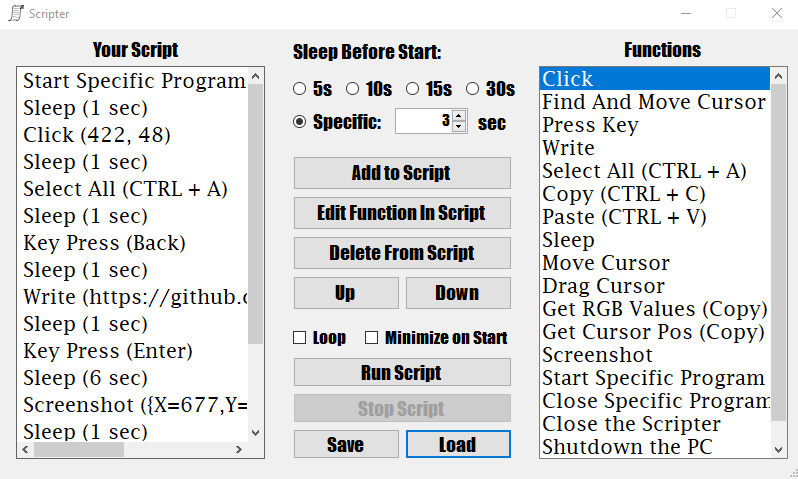 Scripter
Your Script
Start Specific Program
Sleep (1 sec)
Click (422, 48)
Sleep (1 sec)
Select All (CTRL + A)
Sleep (1 sec)
Key Press (Back)
Sleep (1 sec)
Write (https://github.
Sleep (1 sec)
Key Press (Enter)
Sleep (6 sec)
Screenshot ({X=677,Y=
Sleep (1 sec)
Sleep Before Start:
5s 10s 15s 30s
Specific: 3 sec
Add to Script
Edit Function In Script
Delete From Script
Up Down
Loop Minimize on Start
Run Script
Stop Script
Save Load
Functions
Click
Find And Move Cursor
Press Key
Write
Select All (CTRL + A)
Copy (CTRL + C)
Paste (CTRL + V)
Sleep
Move Cursor
Drag Cursor
Get RGB Values (Copy)
Get Cursor Pos (Copy)
Screenshot
Start Specific Program
Close Specific Program
Close the Scripter
Shutdown the PC